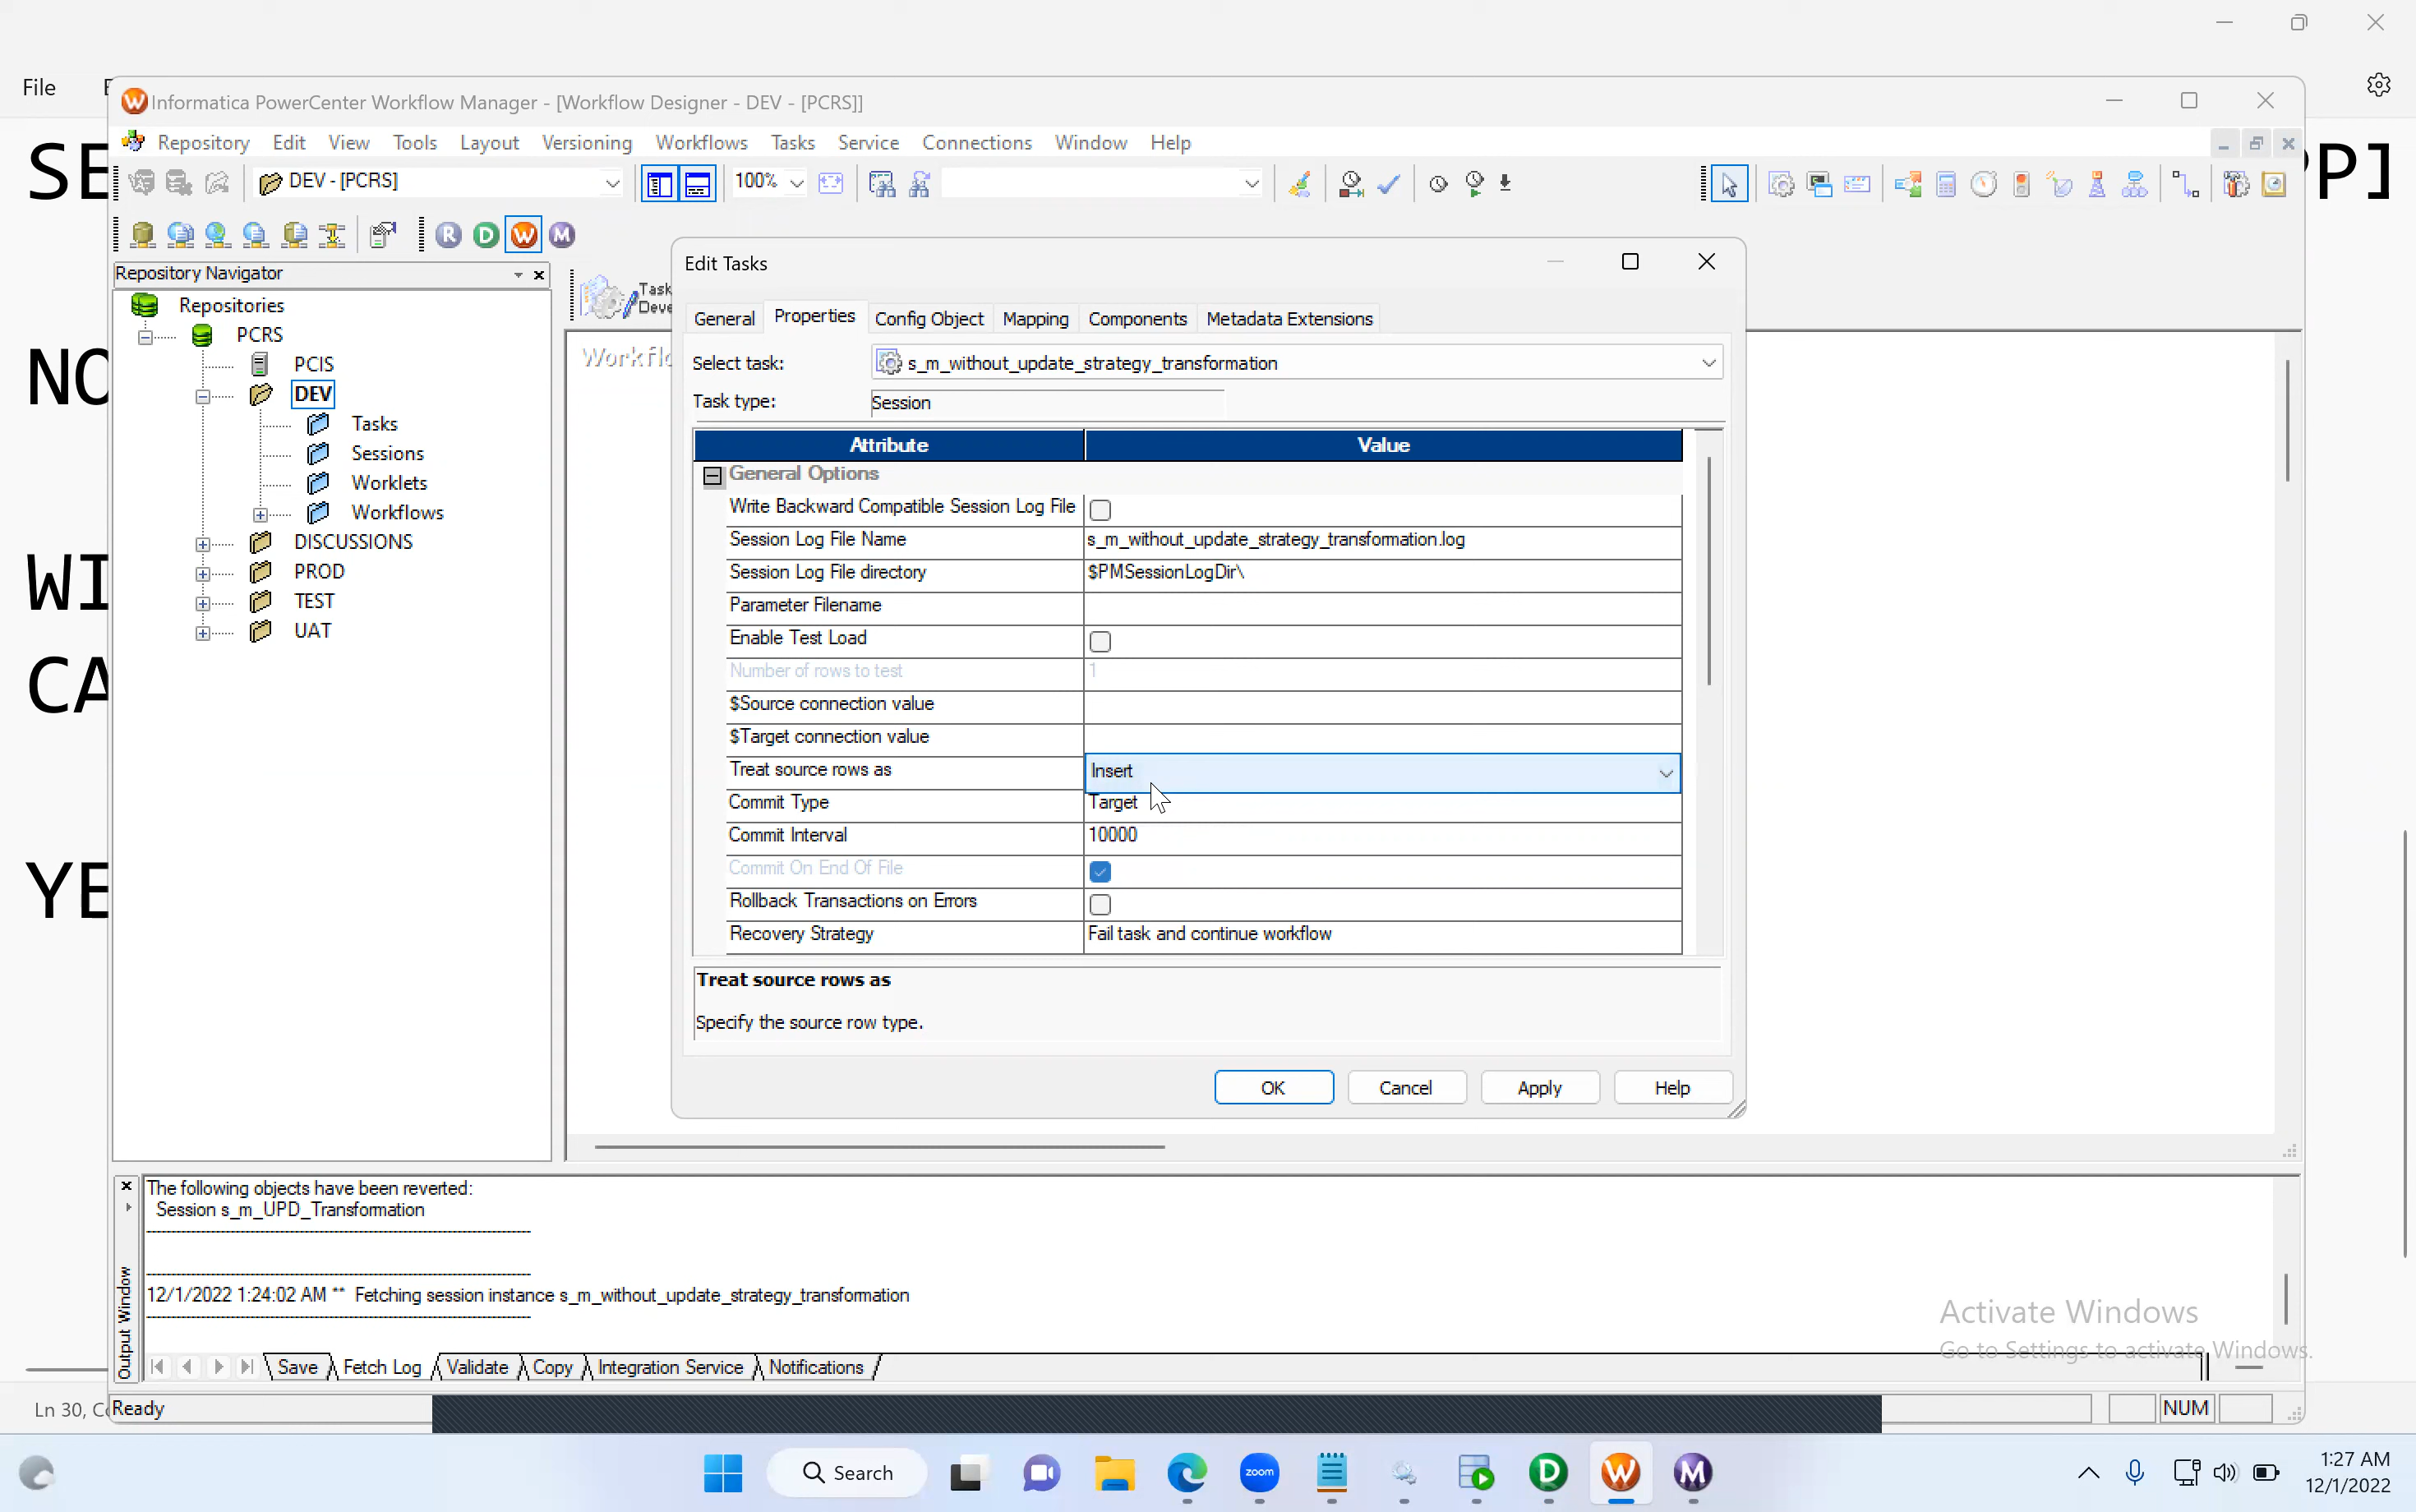 File
SE
PP]
NO
WI
CA
YE
Ln 30, Co
Informatica PowerCenter Workflow Manager - [Workflow Designer - DEV - [PCRS]]
Repository Edit View Tools Layout Versioning Workflows Tasks Service Connections Window Help
DEV - [PCRS]
100%
R D W M
Repository Navigator
Repositories
PCRS
PCIS
DEV
Tasks
Sessions
Worklets
Workflows
DISCUSSIONS
PROD
TEST
UAT
Task
Deve
Workflo
Edit Tasks
General Properties Config Object Mapping Components Metadata Extensions
Select task: s_m_without_update_strategy_transformation
Task type: Session
Attribute Value
General Options
Write Backward Compatible Session Log File
Session Log File Name s_m_without_update_strategy_transformation.log
Session Log File directory $PMSessionLogDir\
Parameter Filename
Enable Test Load
Number of rows to test 1
$Source connection value
$Target connection value
Treat source rows as Insert
Commit Type Target
Commit Interval 10000
Commit On End Of File
Rollback Transactions on Errors
Recovery Strategy Fail task and continue workflow
Treat source rows as
Specify the source row type.
OK Cancel Apply Help
Output Window
The following objects have been reverted:
Session s_m_UPD_Transformation
12/1/2022 1:24:02 AM ** Fetching session instance s_m_without_update_strategy_transformation
Save Fetch Log Validate Copy Integration Service Notifications
Activate Windows
Go to Settings to activate Windows.
Ready
NUM
Search
zoom
D W M
1:27 AM
12/1/2022